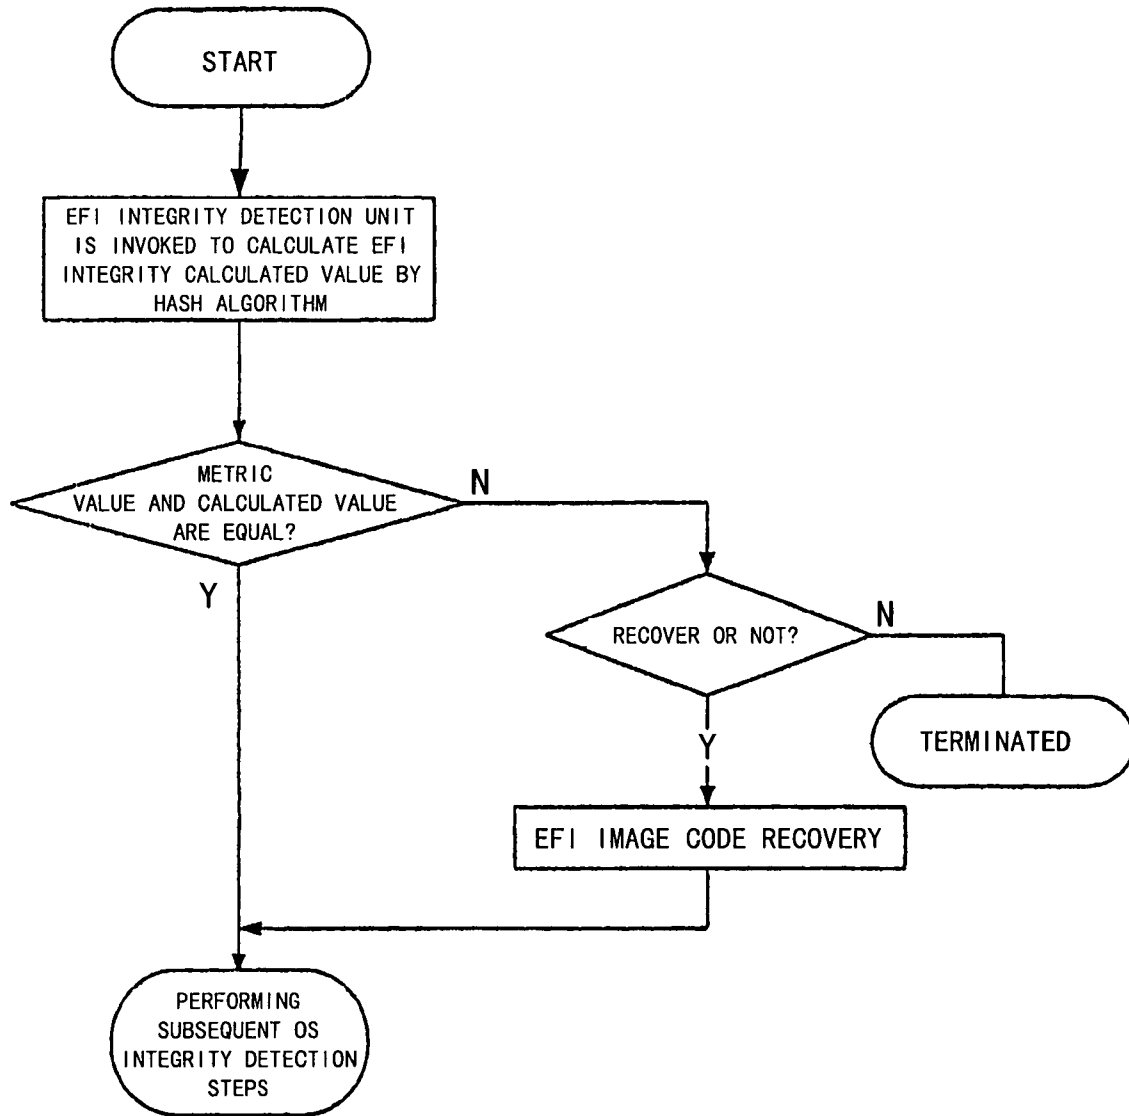 START
EFI INTEGRITY DETECTION UNIT
IS INVOKED TO CALCULATE EFI
INTEGRITY CALCULATED VALUE BY
HASH ALGORITHM
METRIC
VALUE AND CALCULATED VALUE
ARE EQUAL?
N
Y
RECOVER OR NOT?
N
TERMINATED
Y
EFI IMAGE CODE RECOVERY
PERFORMING
SUBSEQUENT OS
INTEGRITY DETECTION
STEPS